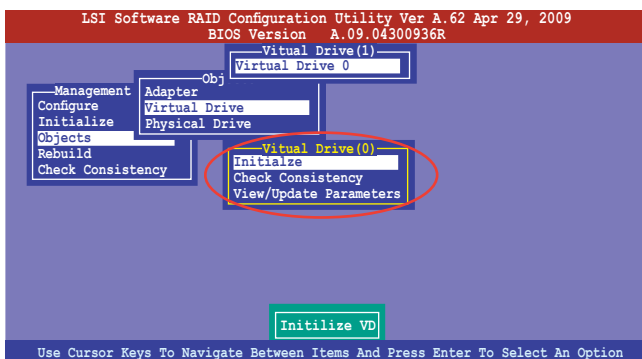 LSI Software RAID Configuration Utility Ver A.62 Apr 29, 2009
BIOS Version A.09.04300936R
Vitual Drive(1)
Virtual Drive 0
Obj
Adapter
Virtual Drive
Physical Drive
Management
Configure
Initialize
Objects
Rebuild
Check Consistency
Vitual Drive(0)
Initialze
Check Consistency
View/Update Parameters
Initilize VD
Use Cursor Keys To Navigate Between Items And Press Enter To Select An Option